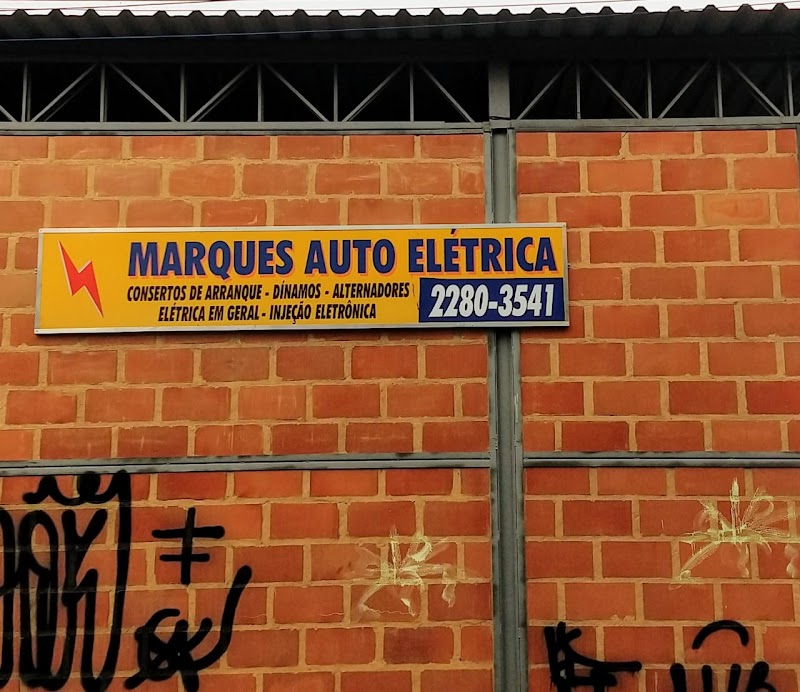 MARQUES AUTO ELÉTRICA
CONSERTOS DE ARRANQUE - DÍNAMOS - ALTERNADORES
ELÉTRICA EM GERAL - INJEÇÃO ELETRÔNICA
2280-3541